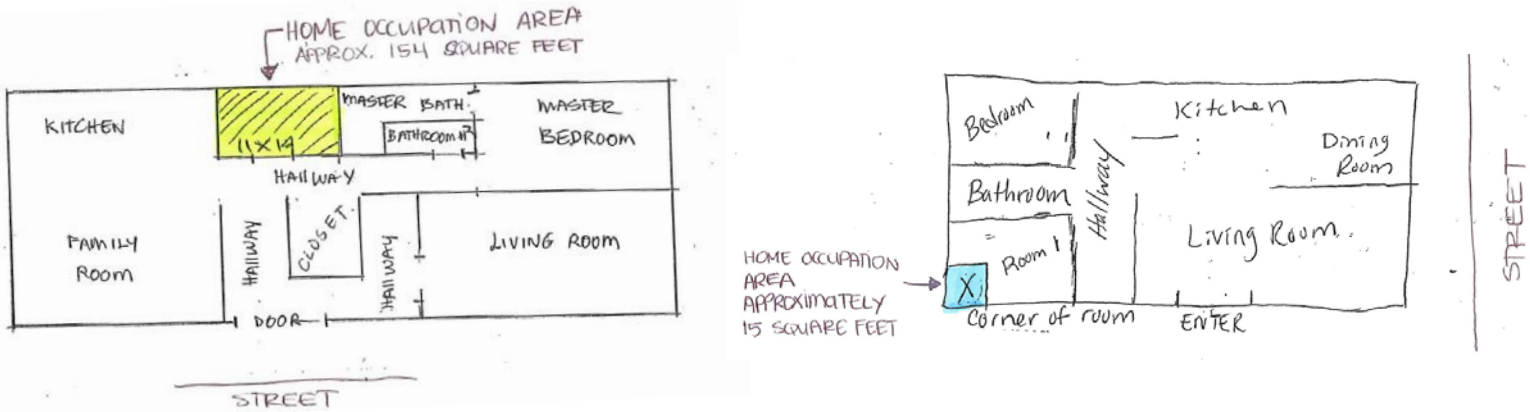 HOME OCCUPATION AREA
APPROX. 154 SQUARE FEET
KITCHEN
11 X 14
MASTER BATH
BATHROOM
MASTER
BEDROOM
HALLWAY
FAMILY
ROOM
HALLWAY
CLOSET
HALLWAY
LIVING ROOM
DOOR
STREET
Bedroom
Kitchen
Dining
Room
Bathroom
Hallway
Room 1
Living Room
HOME OCCUPATION
AREA
APPROXIMATELY
15 SQUARE FEET
X
Corner of room
ENTER
STREET